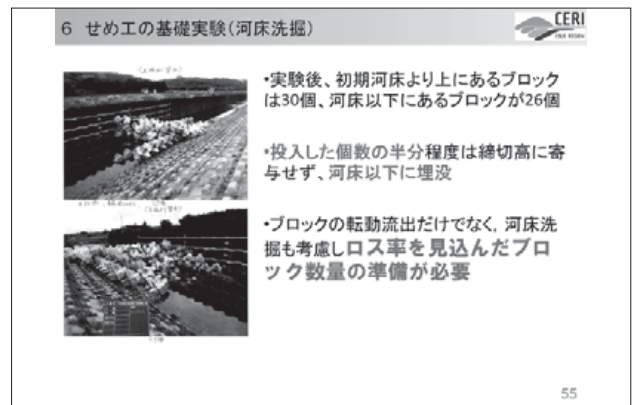 6 せめ工の基礎実験(河床洗掘)
CERI
・実験後、初期河床より上にあるブロック
は30個、河床以下にあるブロックが26個
・投入した個数の半分程度は締切高に寄
与せず、河床以下に埋没
・ブロックの転動流出だけでなく, 河床洗
掘も考慮しロス率を見込んだブロ
ック数量の準備が必要
55